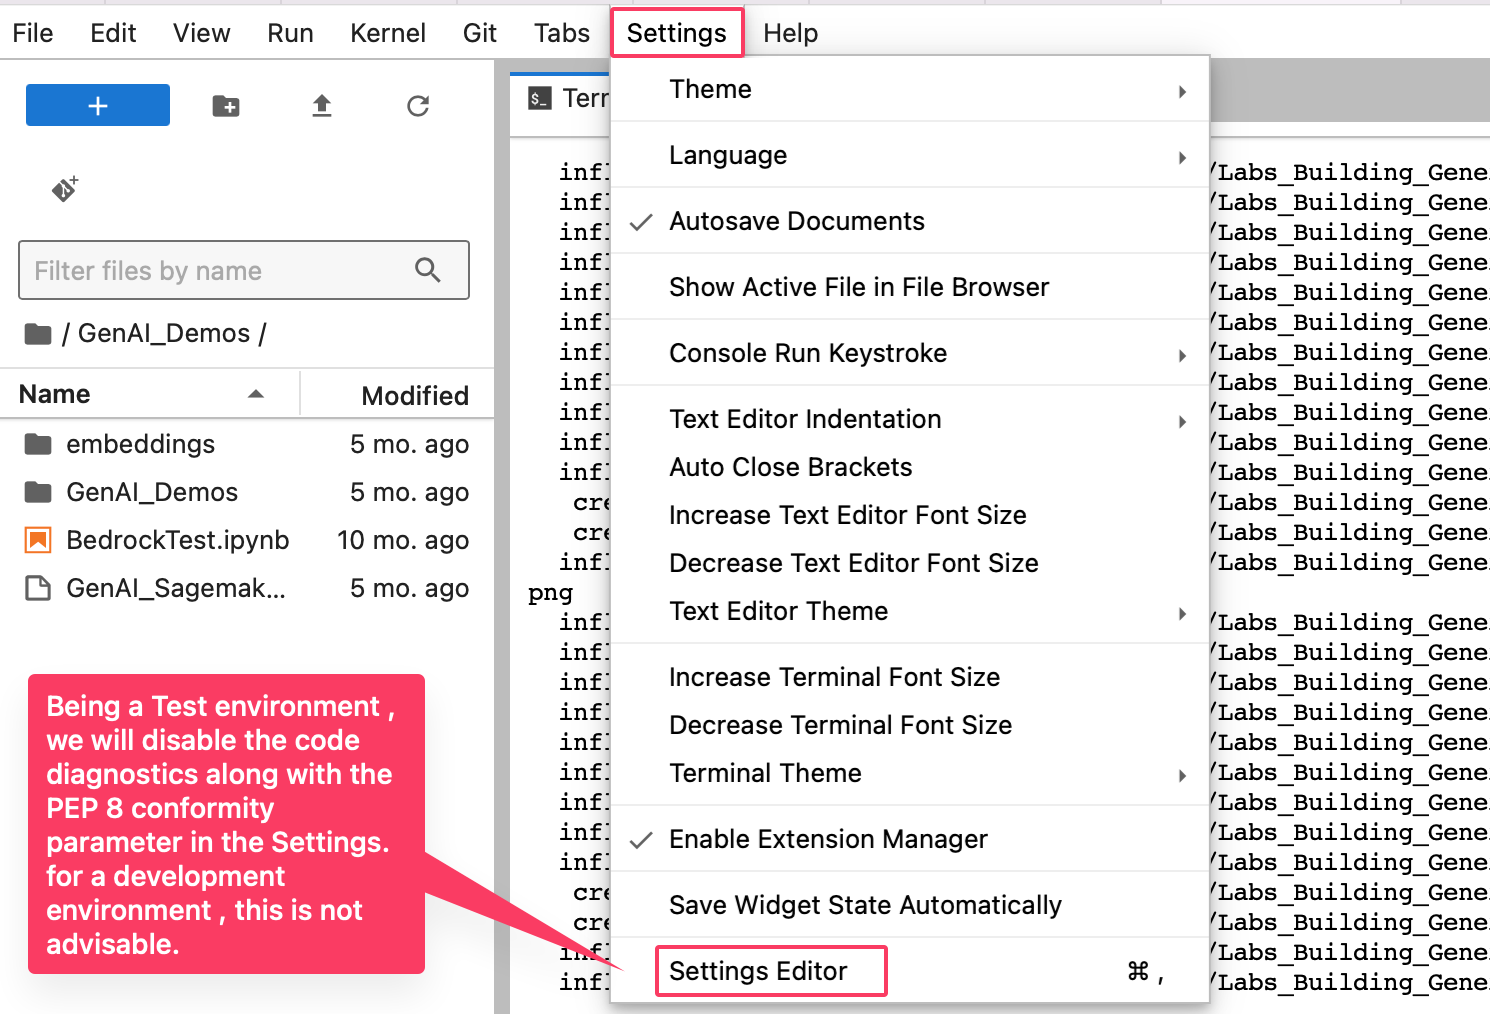 File Edit View Run Kernel Git Tabs Settings Help
+
Filter files by name
/ GenAI_Demos /
Name Modified
embeddings 5 mo. ago
GenAI_Demos 5 mo. ago
BedrockTest.ipynb 10 mo. ago
GenAI_Sagemak... 5 mo. ago
Being a Test environment ,
we will disable the code
diagnostics along with the
PEP 8 conformity
parameter in the Settings.
for a development
environment , this is not
advisable.
$_ Terr
Theme
Language
Autosave Documents
Show Active File in File Browser
Console Run Keystroke
Text Editor Indentation
Auto Close Brackets
Increase Text Editor Font Size
Decrease Text Editor Font Size
Text Editor Theme
Increase Terminal Font Size
Decrease Terminal Font Size
Terminal Theme
Enable Extension Manager
Save Widget State Automatically
Settings Editor ⌘ ,
infl /Labs_Building_Gene
infl /Labs_Building_Gene
infl /Labs_Building_Gene
infl /Labs_Building_Gene
infl /Labs_Building_Gene
infl /Labs_Building_Gene
infl /Labs_Building_Gene
infl /Labs_Building_Gene
infl /Labs_Building_Gene
infl /Labs_Building_Gene
infl /Labs_Building_Gene
cre /Labs_Building_Gene
cre /Labs_Building_Gene
infl /Labs_Building_Gene
png
infl /Labs_Building_Gene
infl /Labs_Building_Gene
infl /Labs_Building_Gene
infl /Labs_Building_Gene
infl /Labs_Building_Gene
infl /Labs_Building_Gene
infl /Labs_Building_Gene
infl /Labs_Building_Gene
infl /Labs_Building_Gene
cre /Labs_Building_Gene
cre /Labs_Building_Gene
infl /Labs_Building_Gene
infl /Labs_Building_Gene